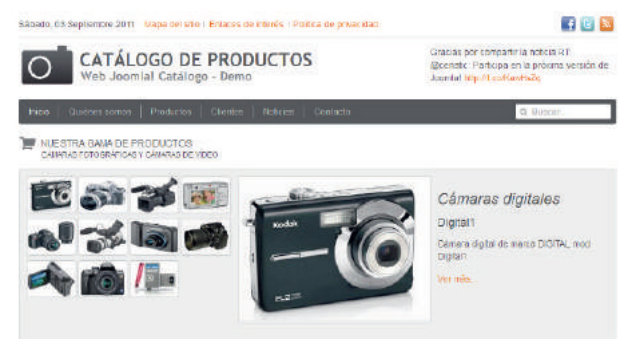 Sábado, 03 Septiembre 2011 Mapa del sitio | Enlaces de interés | Política de privacidad
CATÁLOGO DE PRODUCTOS
Web Joomla! Catálogo - Demo
Gracias por compartir la noticia RT
Participa en la próxima versión de
Joomla!
Inicio | Quiénes somos | Productos | Clientes | Noticias | Contacto
Buscar...
NUESTRA GAMA DE PRODUCTOS
CÁMARAS FOTOGRÁFICAS Y CÁMARAS DE VÍDEO
Kodak
Cámaras digitales
Digital1
Cámara digital de marca DIGITAL mod
Digital1
Ver más...